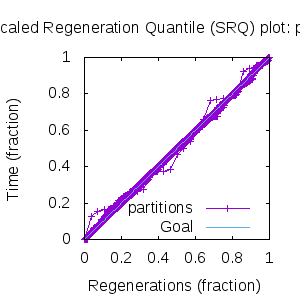 caled Regeneration Quantile (SRQ) plot: p
1
0.8
0.6
0.4
0.2
0
Time (fraction)
partitions
Goal
0 0.2 0.4 0.6 0.8 1
Regenerations (fraction)